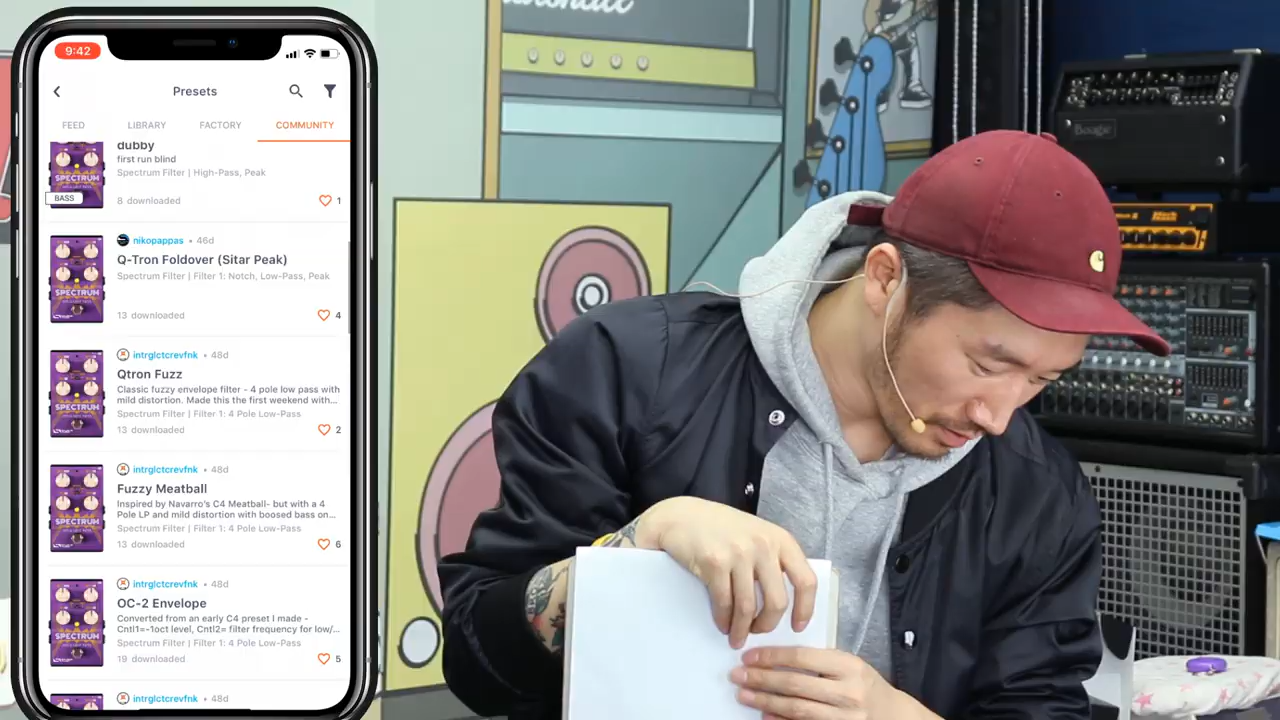 9:42
Presets
FEED LIBRARY FACTORY COMMUNITY
dubby
first run blind
Spectrum Filter | High-Pass, Peak
BASS
8 downloaded 1
nikopappas • 46d
Q-Tron Foldover (Sitar Peak)
Spectrum Filter | Filter 1: Notch, Low-Pass, Peak
SPECTRUM
13 downloaded 4
intrglctcrevfnk • 48d
Qtron Fuzz
Classic fuzzy envelope filter - 4 pole low pass with
mild distortion. Made this the first weekend with...
Spectrum Filter | Filter 1: 4 Pole Low-Pass
SPECTRUM
13 downloaded 2
intrglctcrevfnk • 48d
Fuzzy Meatball
Inspired by Navarro's C4 Meatball- but with a 4
Pole LP and mild distortion with boosed bass on...
Spectrum Filter | Filter 1: 4 Pole Low-Pass
SPECTRUM
13 downloaded 6
intrglctcrevfnk • 48d
OC-2 Envelope
Converted from an early C4 preset I made -
Cntl1=-1oct level, Cntl2= filter frequency for low/...
Spectrum Filter | Filter 1: 4 Pole Low-Pass
SPECTRUM
19 downloaded 5
intrglctcrevfnk • 48d